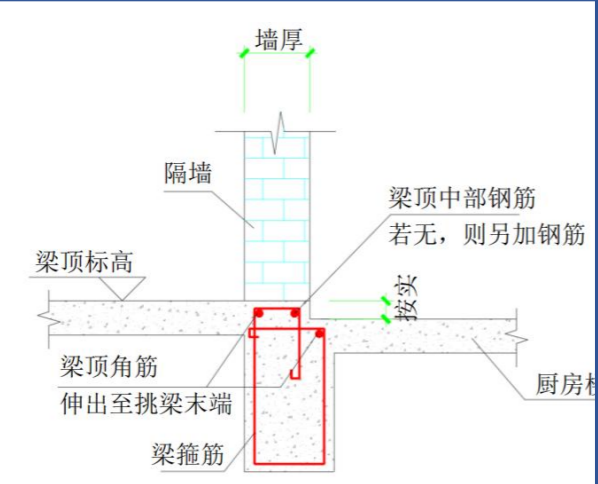 墙厚
隔墙
梁顶中部钢筋
若无，则另加钢筋
梁顶标高
按实
梁顶角筋
伸出至挑梁末端
厨房
梁箍筋